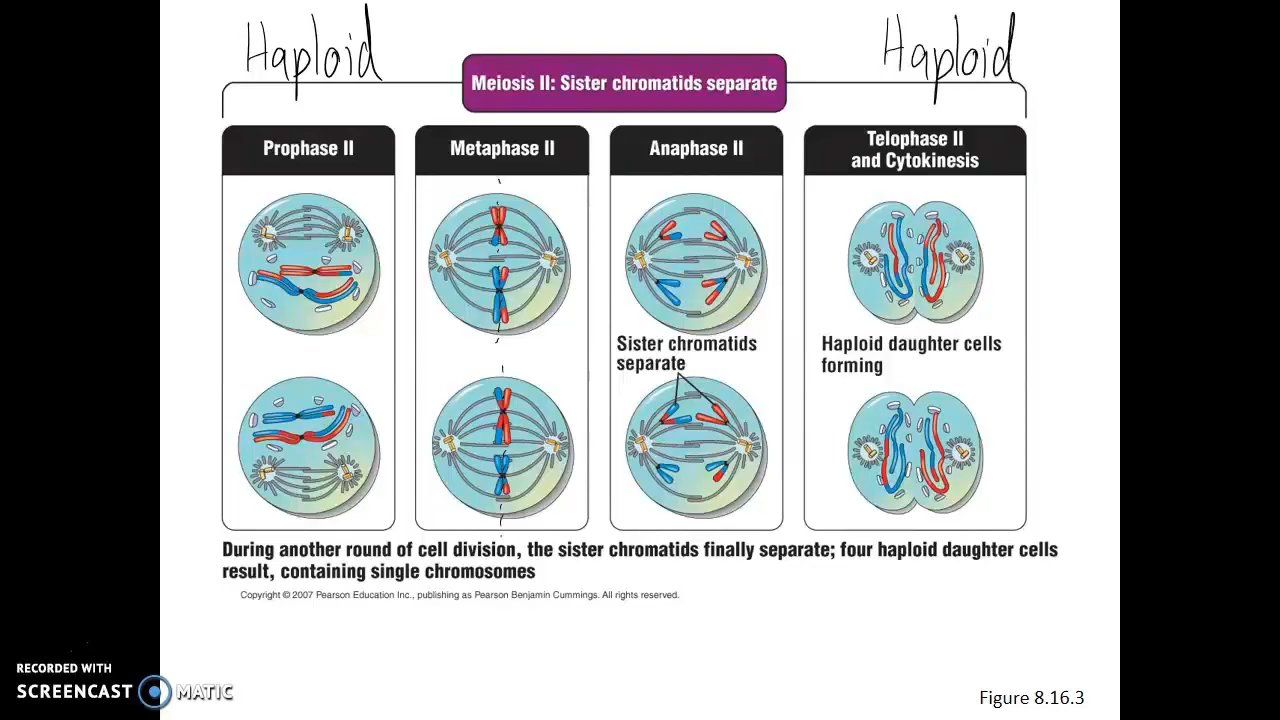 Haploid
Haploid
Meiosis II: Sister chromatids separate
Prophase II
Metaphase II
Anaphase II
Telophase II
and Cytokinesis
Sister chromatids
separate
Haploid daughter cells
forming
During another round of cell division, the sister chromatids finally separate; four haploid daughter cells
result, containing single chromosomes
Copyright © 2007 Pearson Education Inc., publishing as Pearson Benjamin Cummings. All rights reserved.
RECORDED WITH
SCREENCAST MATIC
Figure 8.16.3